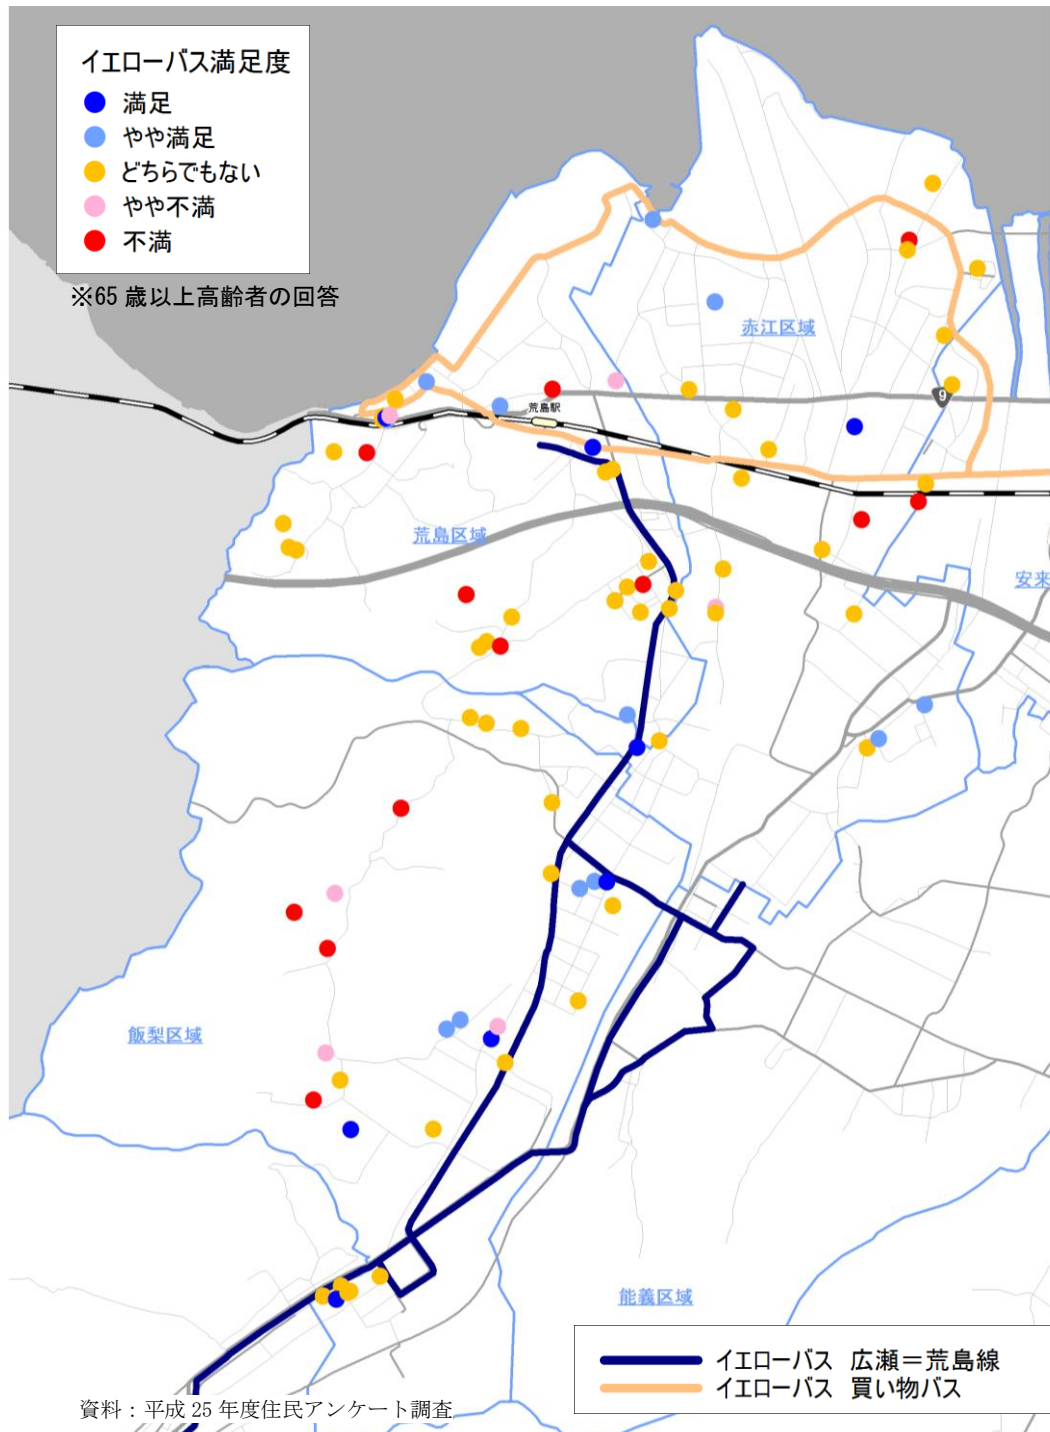 イエローバス満足度
満足
やや満足
どちらでもない
やや不満
不満
※65 歳以上高齢者の回答
赤江区域
9
荒島駅
荒島区域
安来
飯梨区域
能義区域
イエローバス 広瀬＝荒島線
イエローバス 買い物バス
資料：平成 25 年度住民アンケート調査